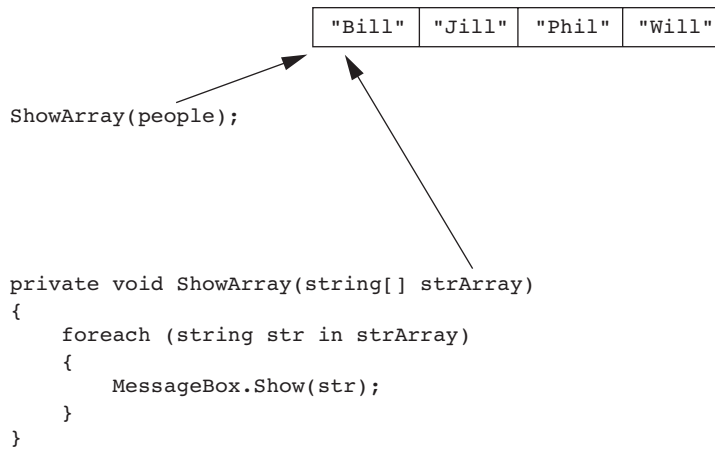 "Bill" "Jill" "Phil" "Will"
ShowArray(people);
private void ShowArray(string[] strArray)
{
    foreach (string str in strArray)
    {
        MessageBox.Show(str);
    }
}